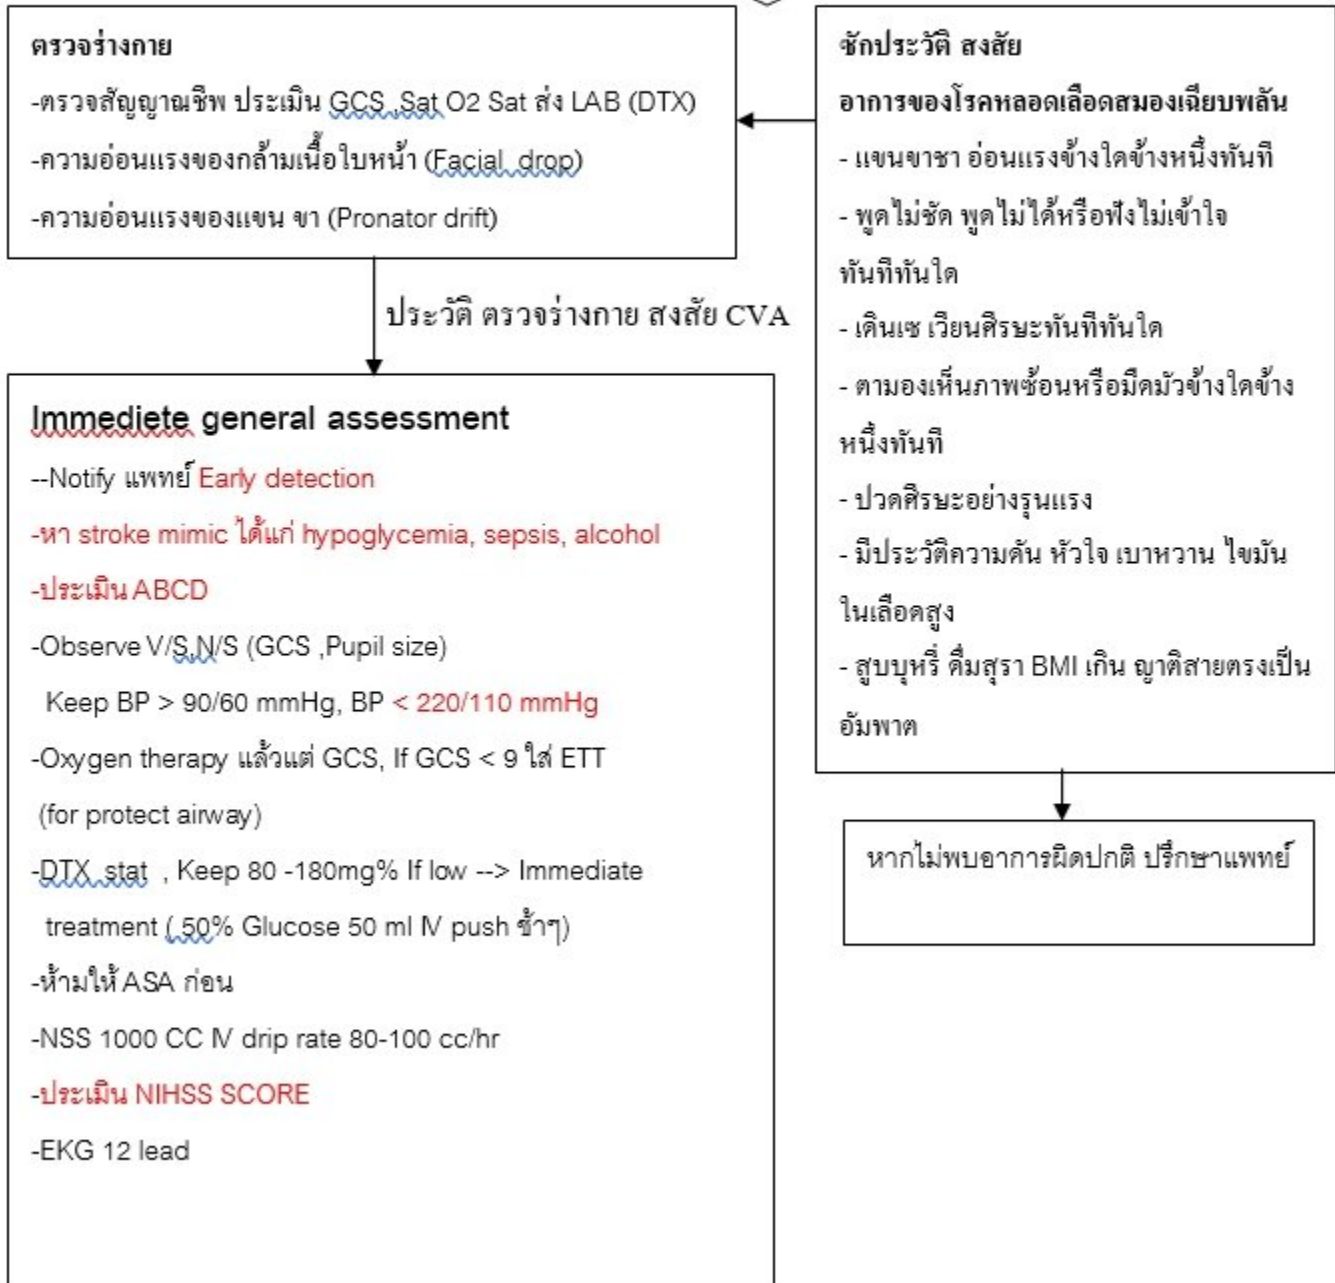 ตรวจร่างกาย
-ตรวจสัญญาณชีพ ประเมิน GCS ,Sat O2 Sat ส่ง LAB (DTX)
-ความอ่อนแรงของกล้ามเนื้อใบหน้า (Facial drop)
-ความอ่อนแรงของแขน ขา (Pronator drift)
ซักประวัติ สงสัย
อาการของโรคหลอดเลือดสมองเฉียบพลัน
- แขนขาชา อ่อนแรงข้างใดข้างหนึ่งทันที
- พูดไม่ชัด พูดไม่ได้หรือฟังไม่เข้าใจ
ทันทีทันใด
- เดินเซ เวียนศิรษะทันทีทันใด
- ตามองเห็นภาพซ้อนหรือมืดมัวข้างใดข้าง
หนึ่งทันที
- ปวดศิรษะอย่างรุนแรง
- มีประวัติความดัน หัวใจ เบาหวาน ไขมัน
ในเลือดสูง
- สูบบุหรี่ ดื่มสุรา BMI เกิน ญาติสายตรงเป็น
อัมพาต
ประวัติ ตรวจร่างกาย สงสัย CVA
Immediete general assessment
--Notify แพทย์ Early detection
-หา stroke mimic ได้แก่ hypoglycemia, sepsis, alcohol
-ประเมิน ABCD
-Observe V/S,N/S (GCS ,Pupil size)
Keep BP > 90/60 mmHg, BP < 220/110 mmHg
-Oxygen therapy แล้วแต่ GCS, If GCS < 9 ใส่ ETT
(for protect airway)
-DTX stat , Keep 80 -180mg% If low --> Immediate
treatment ( 50% Glucose 50 ml IV push ช้าๆ)
-ห้ามให้ ASA ก่อน
-NSS 1000 CC IV drip rate 80-100 cc/hr
-ประเมิน NIHSS SCORE
-EKG 12 lead
หากไม่พบอาการผิดปกติ ปรึกษาแพทย์